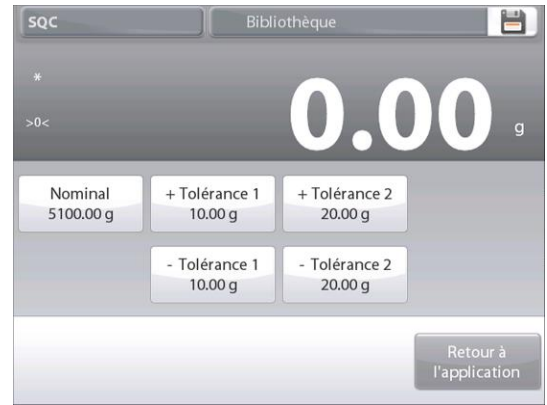 SQC
Bibliothèque
*
>0<
0.00 g
Nominal
5100.00 g
+ Tolérance 1
10.00 g
+ Tolérance 2
20.00 g
- Tolérance 1
10.00 g
- Tolérance 2
20.00 g
Retour à
l'application